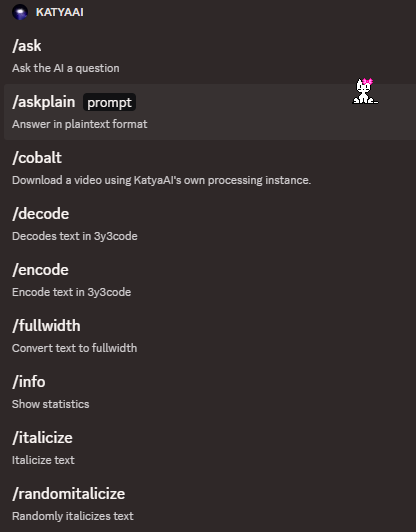 KATYAAI
/ask
Ask the AI a question
/askplain prompt
Answer in plaintext format
/cobalt
Download a video using KatyaAI's own processing instance.
/decode
Decodes text in 3y3code
/encode
Encode text in 3y3code
/fullwidth
Convert text to fullwidth
/info
Show statistics
/italicize
Italicize text
/randomitalicize
Randomly italicizes text